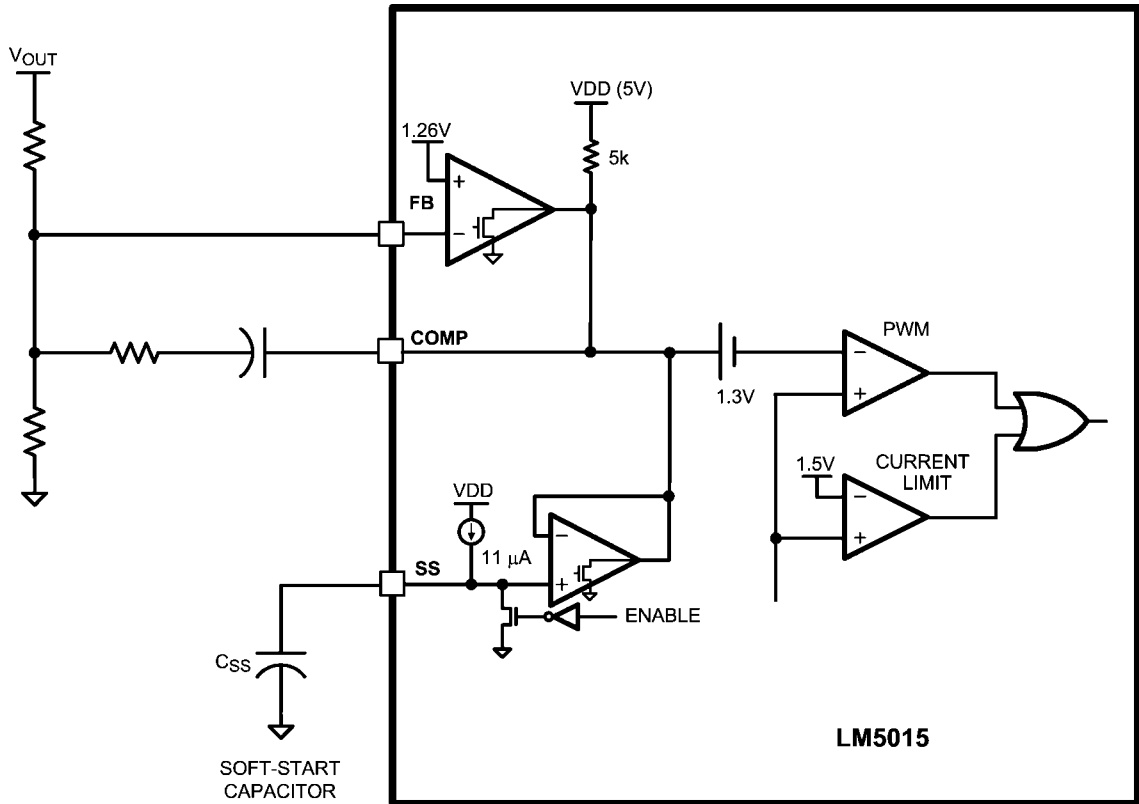 VOUT
VDD (5V)
1.26V
5k
+
FB
−
COMP
PWM
−
1.3V
+
1.5V
CURRENT
LIMIT
−
+
VDD
11 μA
−
SS
+
ENABLE
CSS
LM5015
SOFT-START
CAPACITOR